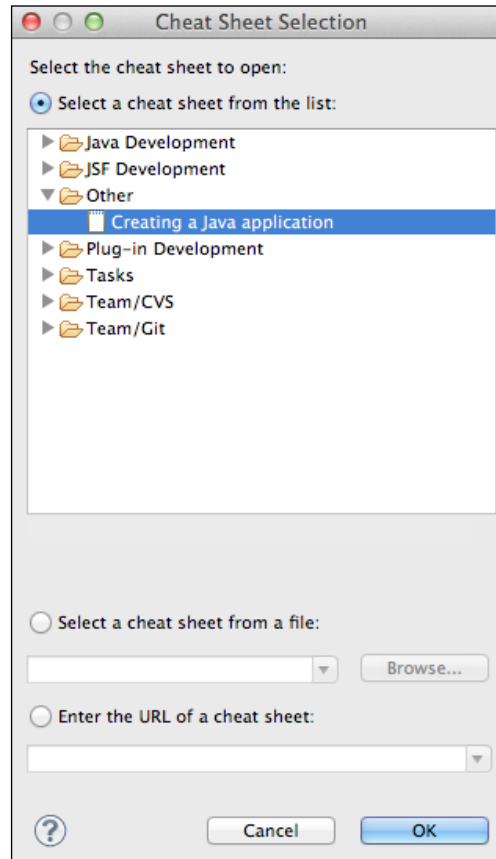 Cheat Sheet Selection
Select the cheat sheet to open:
Select a cheat sheet from the list:
Java Development
JSF Development
Other
Creating a Java application
Plug-in Development
Tasks
Team/CVS
Team/Git
Select a cheat sheet from a file:
Browse...
Enter the URL of a cheat sheet:
?
Cancel
OK